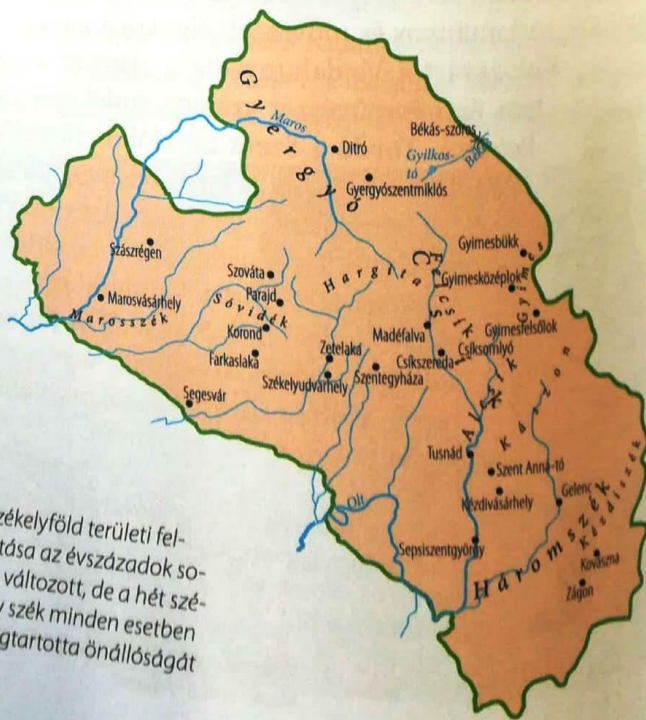 Gyergyó
Maros
Ditró
Békás-szoros
Gyilkos-
tó
Békás
Gyergyószentmiklós
Szászrégen
Gyimesbükk
Gyimes
Hargita
Felcsík
Csík
Gyimesközéplok
Szováta
Marosvásárhely
Parajd
Sóvidék
Marosszék
Gyimesfelsőlok
Madéfalva
Korond
Farkaslaka
Zetelaka
Csíksomlyó
Csíkszereda
Székelyudvarhely
Szentegyháza
Segesvár
Alcsík
Kászon
Tusnád
Szent Anna-tó
Kézdivásárhely
Gelenc
Olt
Sepsiszentgyörgy
Háromszék
Kézdiszék
Kovászna
Zágon
zékelyföld területi fel-
tása az évszázadok so-
változott, de a hét szé-
y szék minden esetben
gtartotta önállóságát